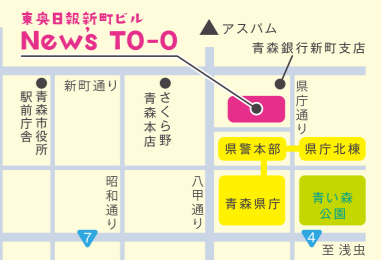 東奥日報新町ビル
New's TO-O
アスパム
青森銀行新町支店
新町通り
県庁通り
青森市役所
駅前庁舎
さくら野
青森本店
県警本部
県庁北棟
昭和通り
八甲通り
青森県庁
青い森
公園
7
4
至 浅虫